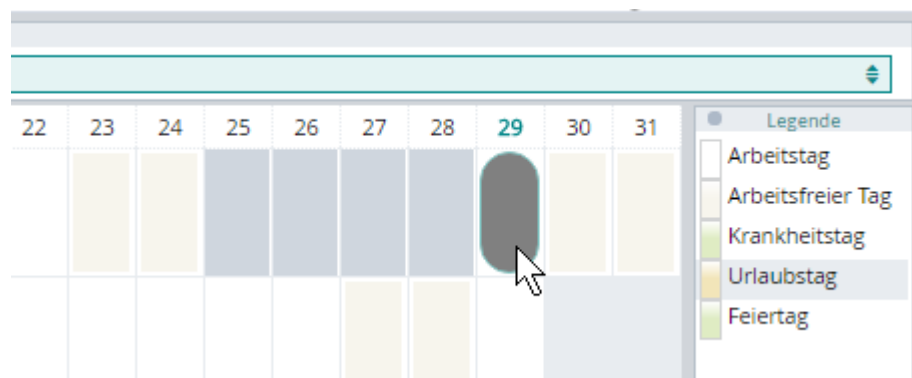 22 23 24 25 26 27 28 29 30 31
Legende
Arbeitstag
Arbeitsfreier Tag
Krankheitstag
Urlaubstag
Feiertag